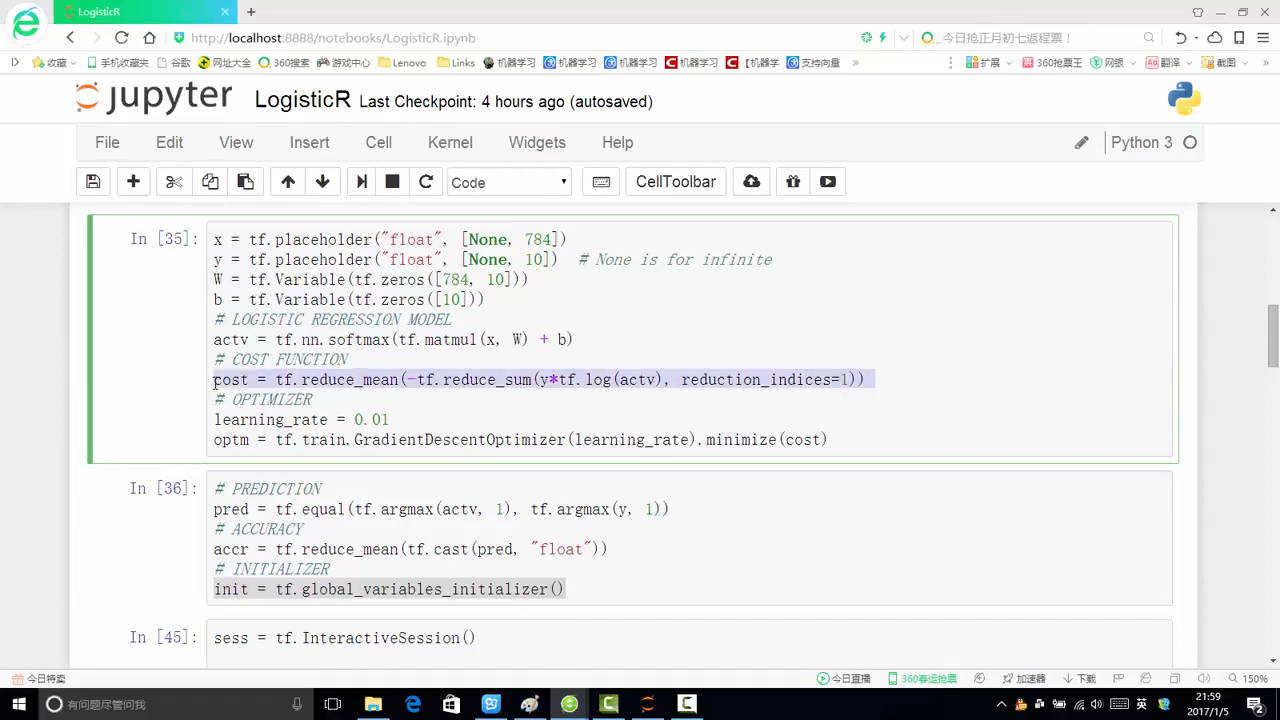 LogisticR
http://localhost:8888/notebooks/LogisticR.ipynb
今日抢正月初七返程票！
收藏 手机收藏夹 谷歌 网址大全 360搜索 游戏中心 Lenovo Links 机器学习 机器学习 机器学习 机器学习 【机器学 支持向量 » 扩展 360抢票王 网银 翻译 截图 »
jupyter LogisticR Last Checkpoint: 4 hours ago (autosaved)
File Edit View Insert Cell Kernel Widgets Help Python 3
Code CellToolbar
In [35]: x = tf.placeholder("float", [None, 784])
y = tf.placeholder("float", [None, 10]) # None is for infinite
W = tf.Variable(tf.zeros([784, 10]))
b = tf.Variable(tf.zeros([10]))
# LOGISTIC REGRESSION MODEL
actv = tf.nn.softmax(tf.matmul(x, W) + b)
# COST FUNCTION
cost = tf.reduce_mean(-tf.reduce_sum(y*tf.log(actv), reduction_indices=1))
# OPTIMIZER
learning_rate = 0.01
optm = tf.train.GradientDescentOptimizer(learning_rate).minimize(cost)
In [36]: # PREDICTION
pred = tf.equal(tf.argmax(actv, 1), tf.argmax(y, 1))
# ACCURACY
accr = tf.reduce_mean(tf.cast(pred, "float"))
# INITIALIZER
init = tf.global_variables_initializer()
In [45]: sess = tf.InteractiveSession()
今日特卖 今日直播 360春运抢票 加速器 下载 150%
有问题尽管问我 英 21:59
2017/1/5